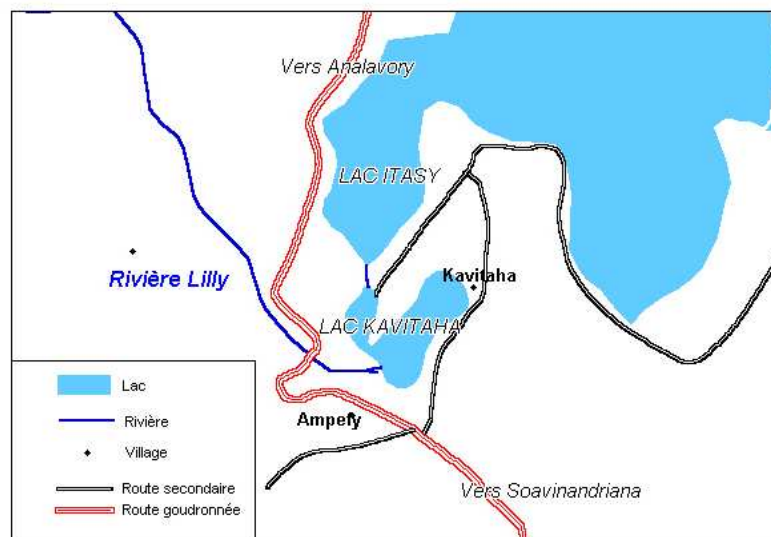 Vers Analavory
LAC ITASY
Rivière Lilly
Kavitaha
LAC KAVITAHA
Ampefy
Vers Soavinandriana
Lac
Rivière
Village
Route secondaire
Route goudronnée